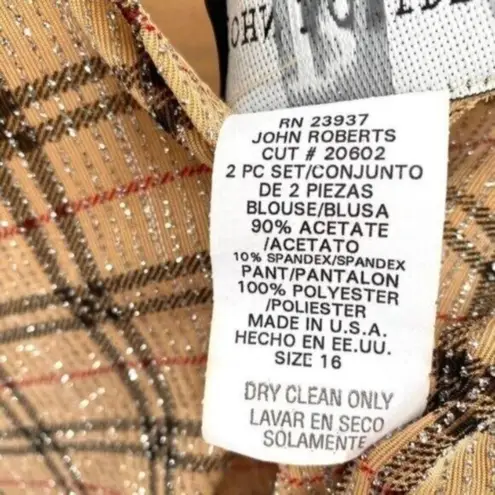 RN 23937
JOHN ROBERTS
CUT # 20602
2 PC SET/CONJUNTO
DE 2 PIEZAS
BLOUSE/BLUSA
90% ACETATE
/ACETATO
10% SPANDEX/SPANDEX
PANT/PANTALON
100% POLYESTER
/POLIESTER
MADE IN U.S.A.
HECHO EN EE.UU.
SIZE 16
DRY CLEAN ONLY
LAVAR EN SECO
SOLAMENTE